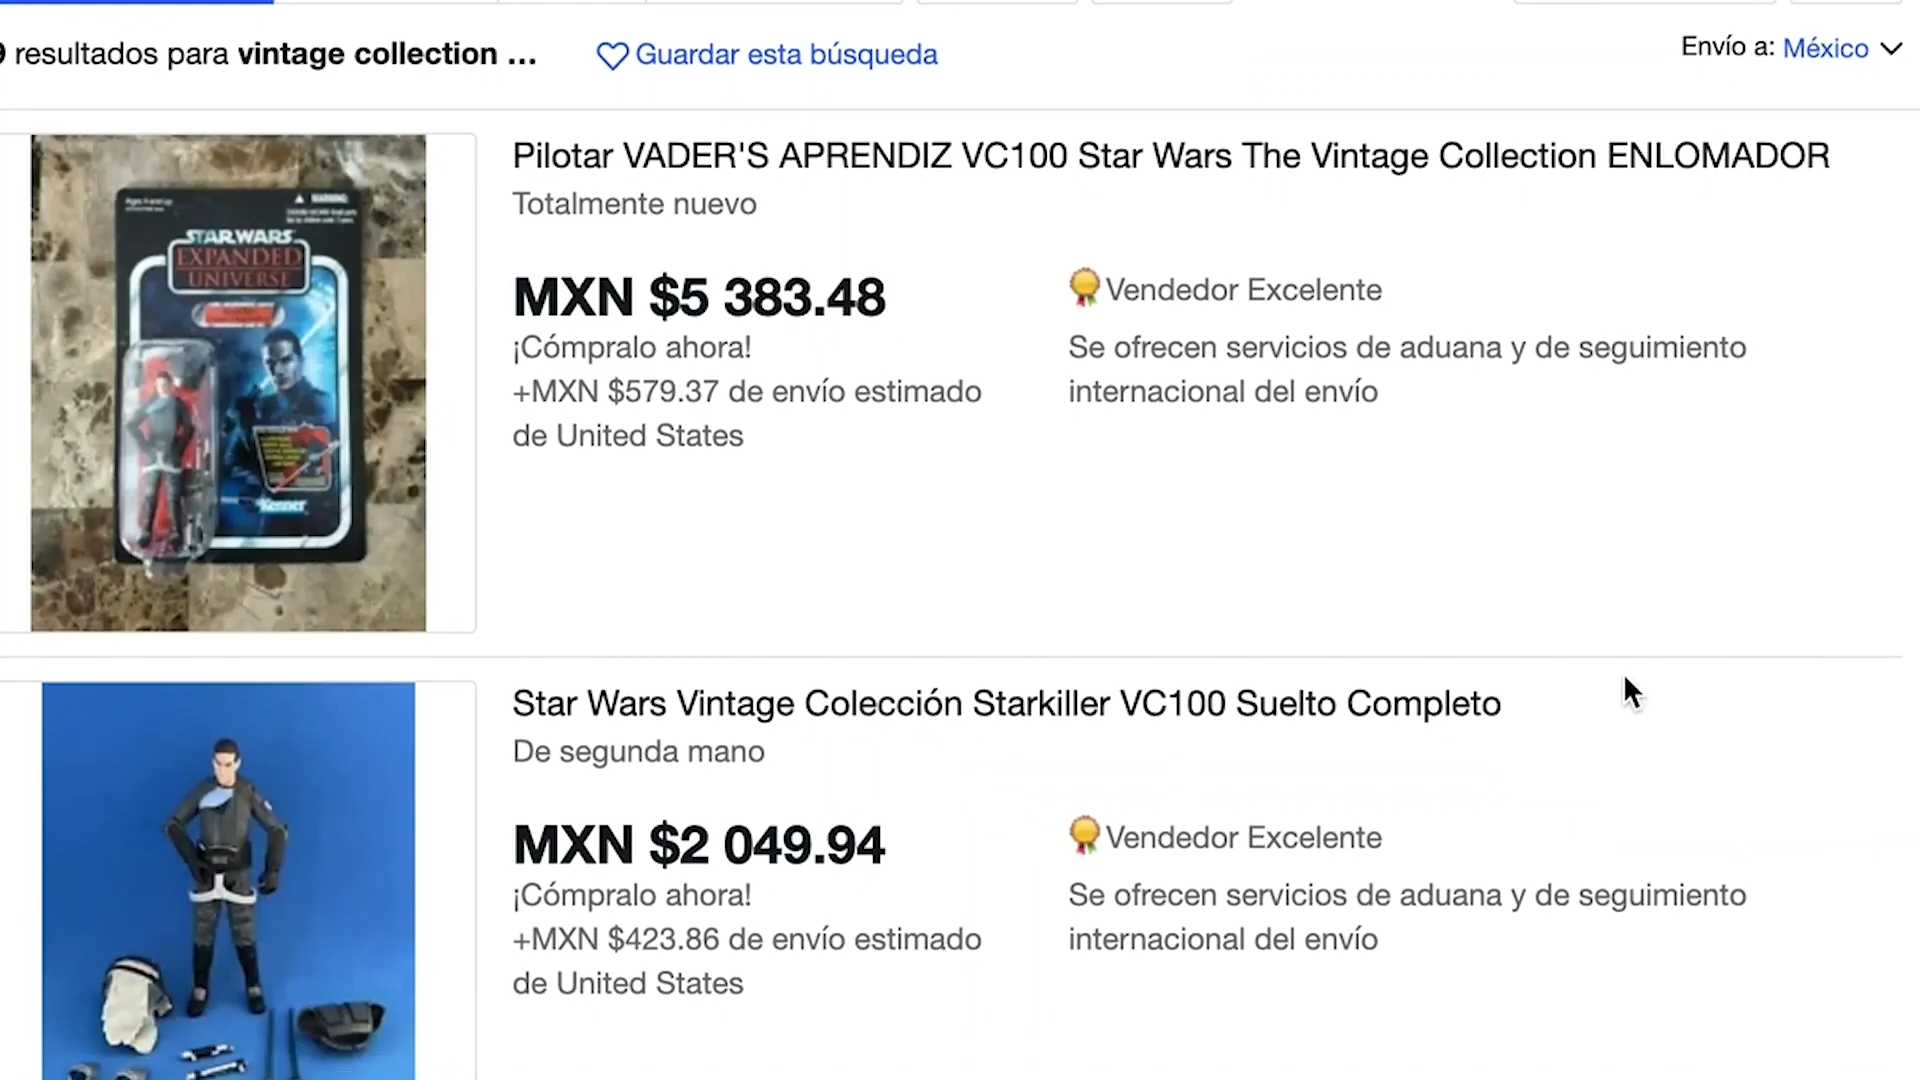 9 resultados para vintage collection ...
Guardar esta búsqueda
Envío a: México
Pilotar VADER'S APRENDIZ VC100 Star Wars The Vintage Collection ENLOMADOR
Totalmente nuevo
MXN $5 383.48
¡Cómpralo ahora!
+MXN $579.37 de envío estimado
de United States
Vendedor Excelente
Se ofrecen servicios de aduana y de seguimiento
internacional del envío
WARNING:
STAR WARS
EXPANDED
UNIVERSE
Kenner
Star Wars Vintage Colección Starkiller VC100 Suelto Completo
De segunda mano
MXN $2 049.94
¡Cómpralo ahora!
+MXN $423.86 de envío estimado
de United States
Vendedor Excelente
Se ofrecen servicios de aduana y de seguimiento
internacional del envío